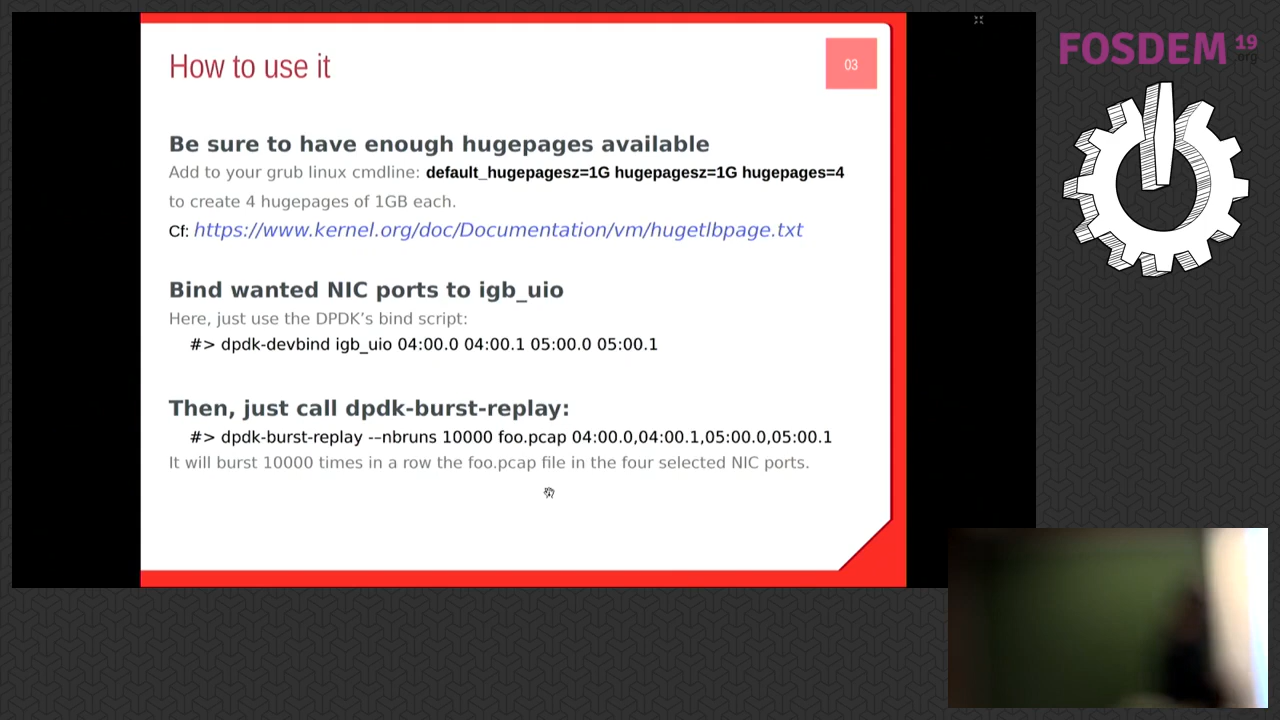 How to use it
03
Be sure to have enough hugepages available
Add to your grub linux cmdline: default_hugepagesz=1G hugepagesz=1G hugepages=4
to create 4 hugepages of 1GB each.
Cf: https://www.kernel.org/doc/Documentation/vm/hugetlbpage.txt
Bind wanted NIC ports to igb_uio
Here, just use the DPDK’s bind script:
#> dpdk-devbind igb_uio 04:00.0 04:00.1 05:00.0 05:00.1
Then, just call dpdk-burst-replay:
#> dpdk-burst-replay --nbruns 10000 foo.pcap 04:00.0,04:00.1,05:00.0,05:00.1
It will burst 10000 times in a row the foo.pcap file in the four selected NIC ports.
FOSDEM 19
.org